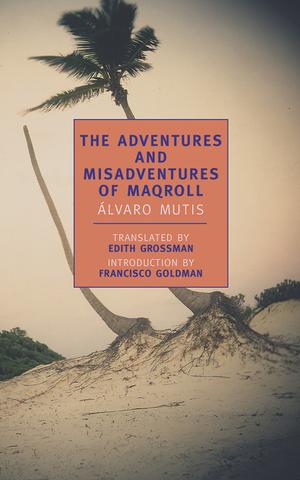 THE ADVENTURES
AND
MISADVENTURES
OF MAQROLL
ÁLVARO MUTIS
TRANSLATED BY
EDITH GROSSMAN
INTRODUCTION BY
FRANCISCO GOLDMAN